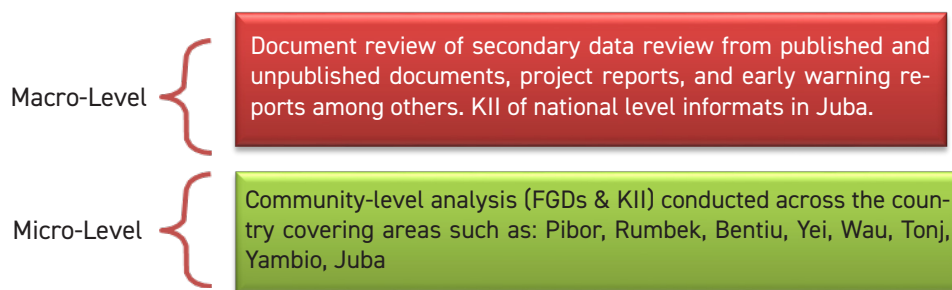 Macro-Level
Document review of secondary data review from published and
unpublished documents, project reports, and early warning re-
ports among others. KII of national level informats in Juba.
Micro-Level
Community-level analysis (FGDs & KII) conducted across the coun-
try covering areas such as: Pibor, Rumbek, Bentiu, Yei, Wau, Tonj,
Yambio, Juba